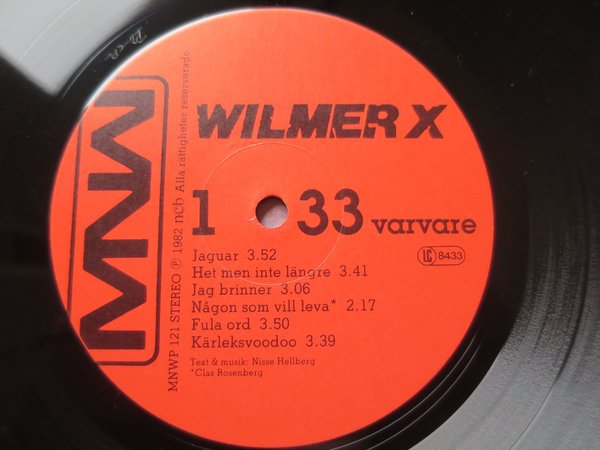 WILMER X
1 33 varvare
Jaguar 3.52
Het men inte längre 3.41
Jag brinner 3.06
Någon som vill leva* 2.17
Fula ord 3.50
Kärleksvoodoo 3.39
Text & musik: Nisse Hellberg
*Clas Rosenberg
LC 8433
MNW
MNWP 121 STEREO ℗ 1982 ncb Alla rättigheter reserverade